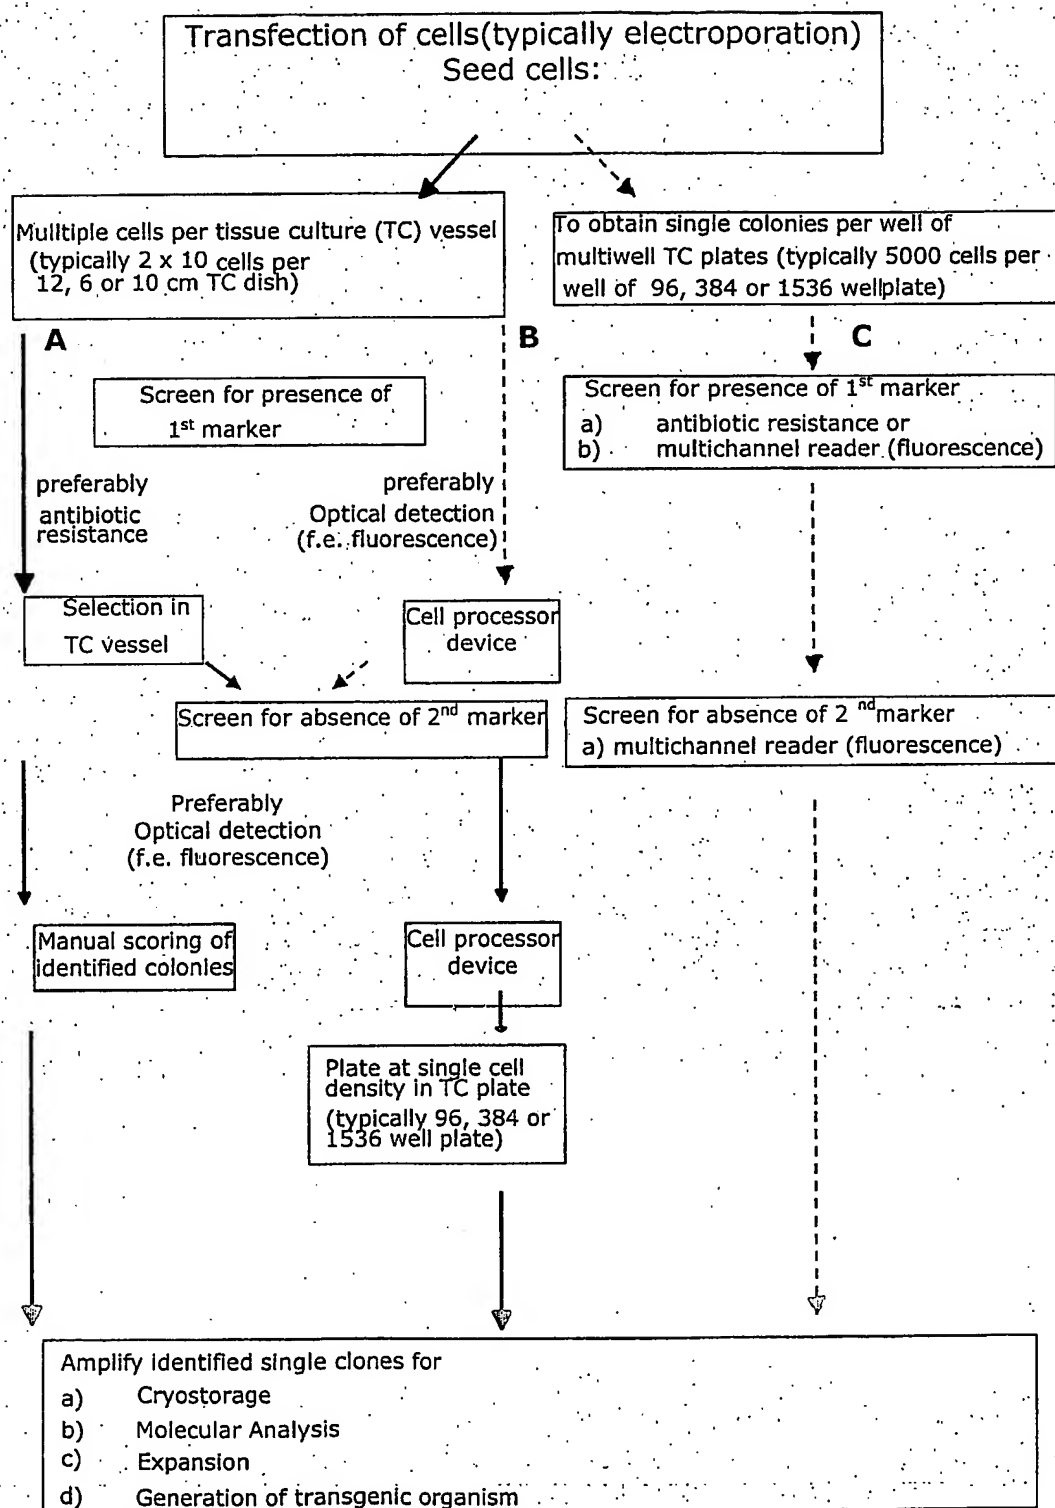 Transfection of cells(typically electroporation)
Seed cells:
Mulltiple cells per tissue culture (TC) vessel
(typically 2 x 10 cells per
12, 6 or 10 cm TC dish)
To obtain single colonies per well of
multiwell TC plates (typically 5000 cells per
well of 96, 384 or 1536 wellplate)
A
B
C
Screen for presence of
1st marker
Screen for presence of 1st marker
a) antibiotic resistance or
b) multichannel reader (fluorescence)
preferably
antibiotic
resistance
preferably
Optical detection
(f.e. fluorescence)
Selection in
TC vessel
Cell processor
device
Screen for absence of 2nd marker
Screen for absence of 2 nd marker
a) multichannel reader (fluorescence)
Preferably
Optical detection
(f.e. fluorescence)
Manual scoring of
identified colonies
Cell processor
device
Plate at single cell
density in TC plate
(typically 96, 384 or
1536 well plate)
Amplify identified single clones for
a) Cryostorage
b) Molecular Analysis
c) Expansion
d) Generation of transgenic organism